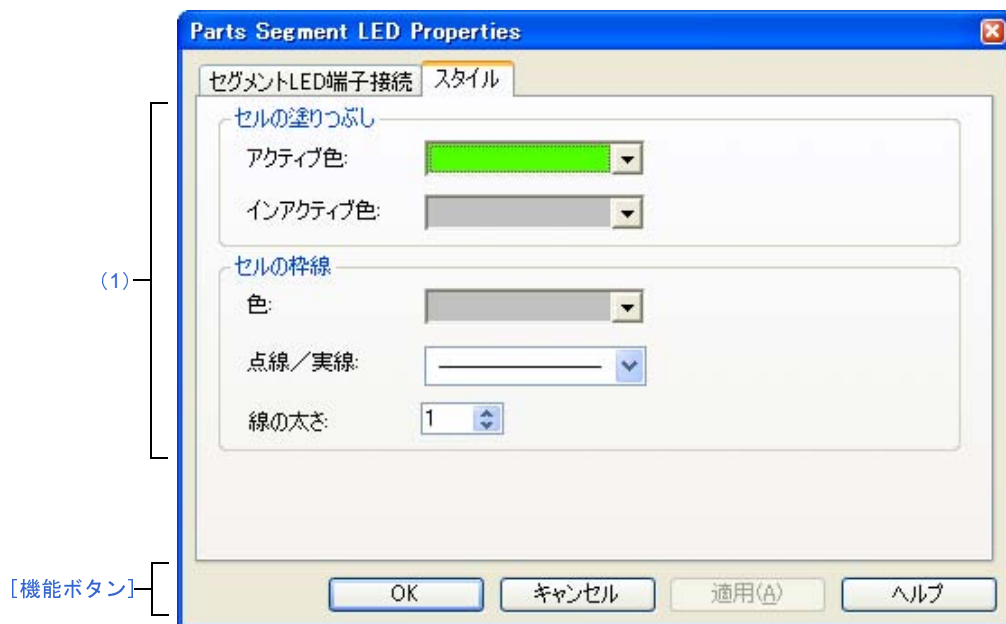 Parts Segment LED Properties
セグメントLED端子接続 スタイル
セルの塗りつぶし
アクティブ色:
インアクティブ色:
(1)
セルの枠線
色:
点線/実線:
線の太さ: 1
[機能ボタン]
OK キャンセル 適用(A) ヘルプ